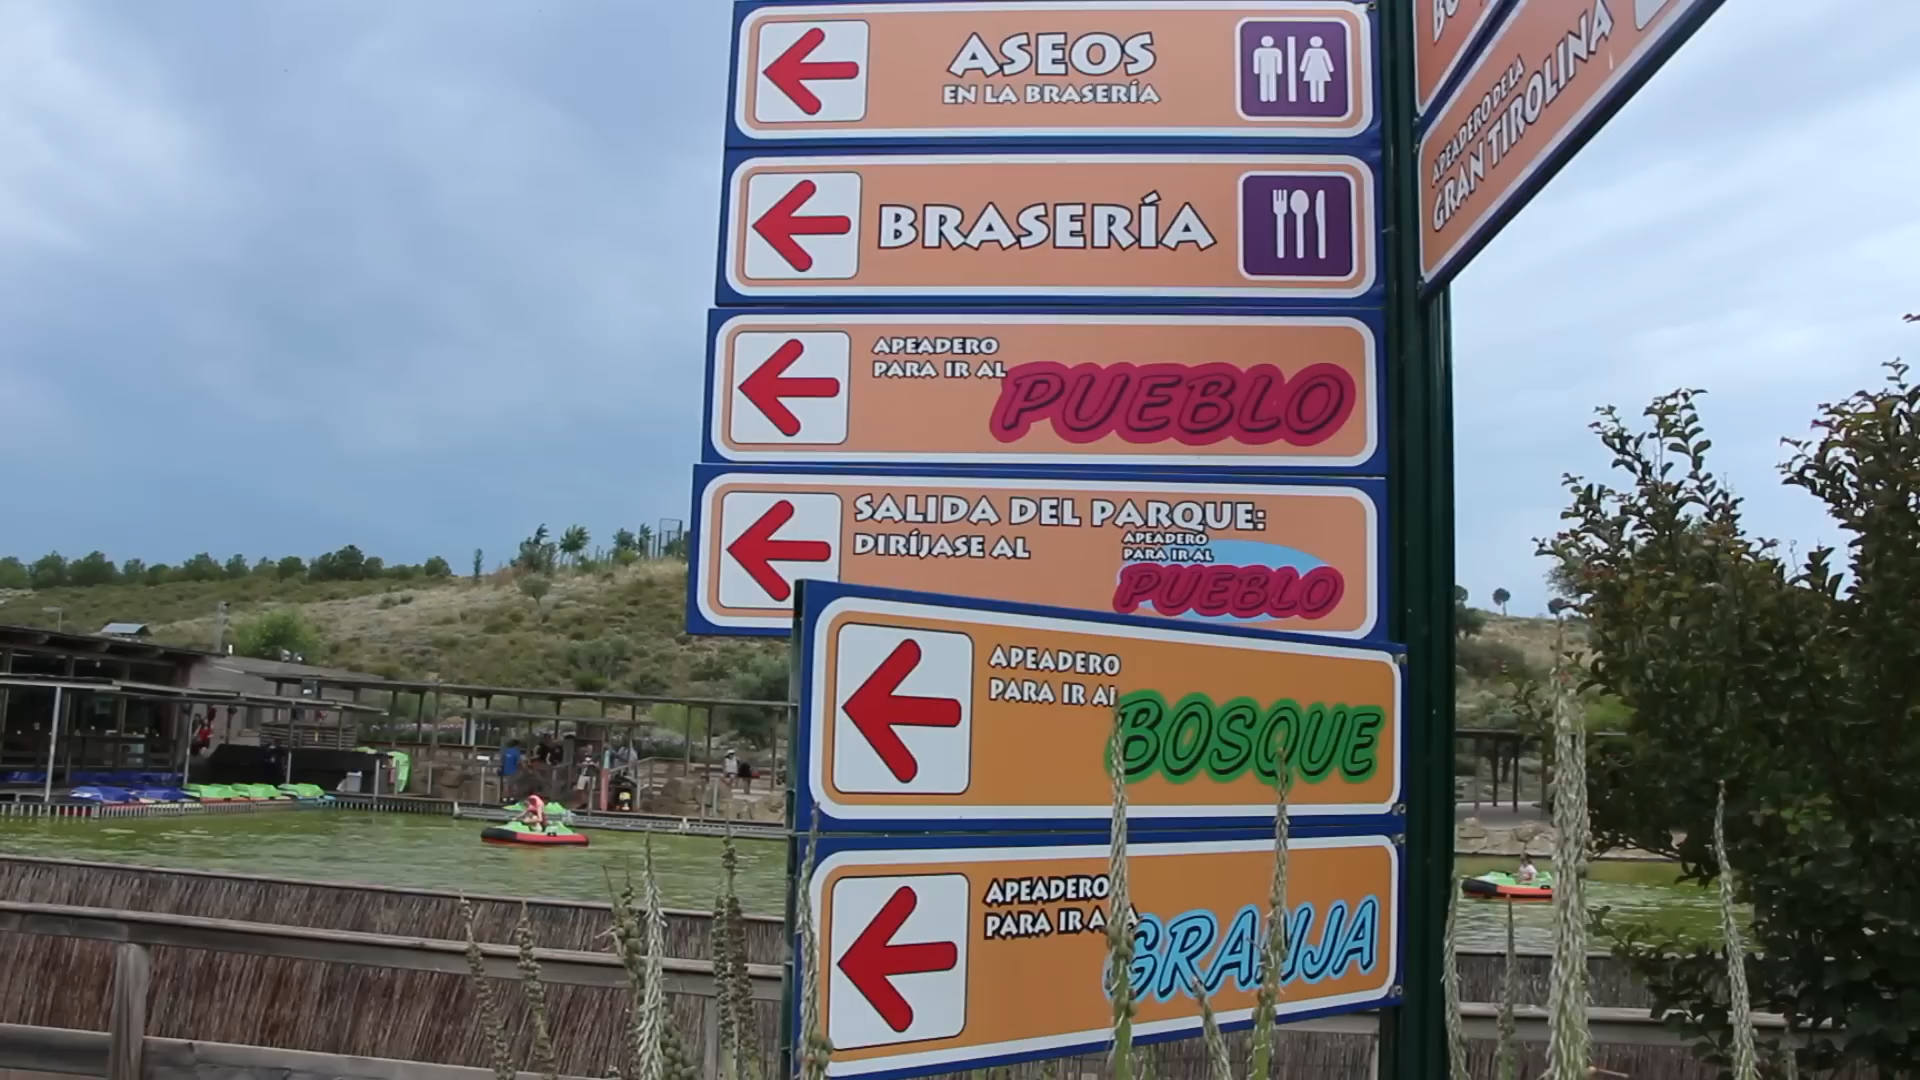 ASEOS
EN LA BRASERÍA
BRASERÍA
APEADERO
PARA IR AL
PUEBLO
SALIDA DEL PARQUE:
DIRÍJASE AL
APEADERO
PARA IR AL
PUEBLO
APEADERO
PARA IR AL
BOSQUE
APEADERO
PARA IR A LA
GRANJA
APEADERO DE LA
GRAN TIROLINA